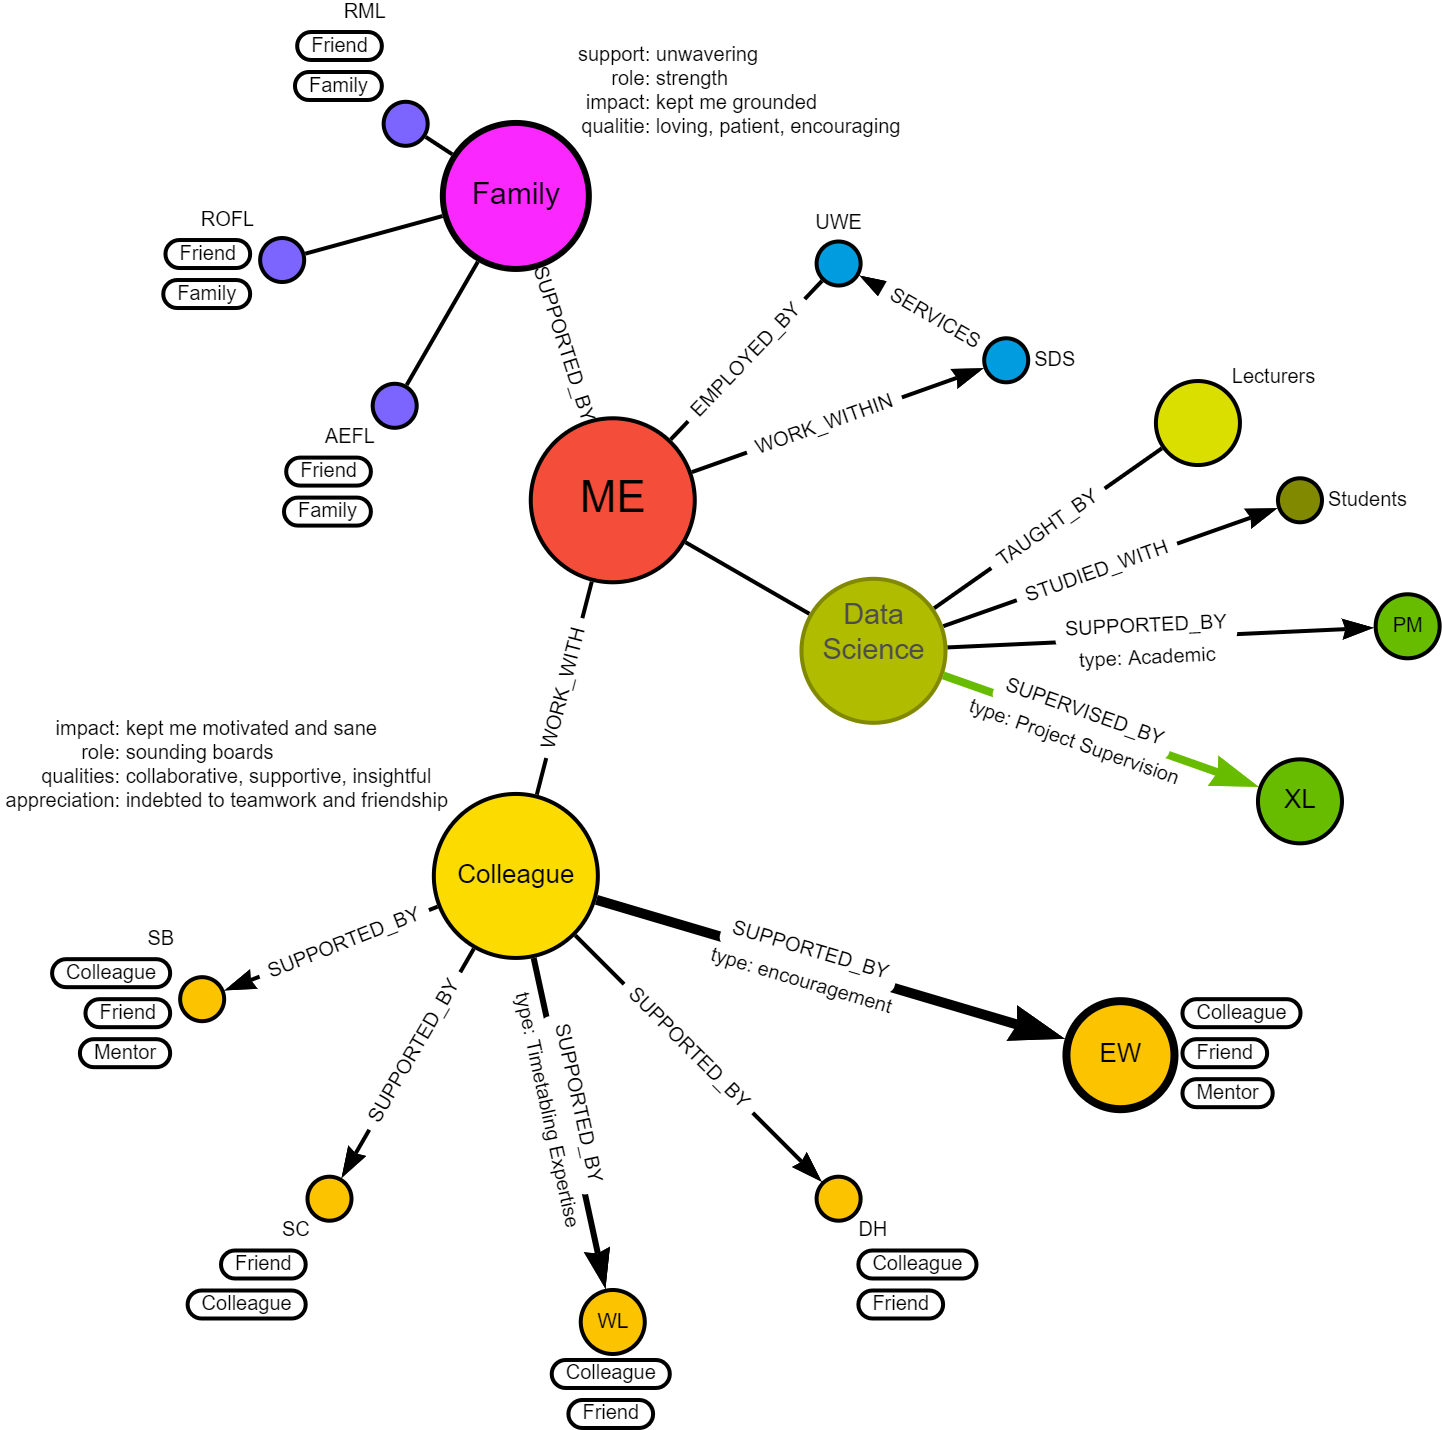 RML
Friend
Family
support: unwavering
role: strength
impact: kept me grounded
qualitie: loving, patient, encouraging
Family
ROFL
Friend
Family
AEFL
Friend
Family
SUPPORTED_BY
UWE
EMPLOYED_BY
SERVICES
SDS
WORK_WITHIN
ME
Lecturers
TAUGHT_BY
Students
STUDIED_WITH
Data
Science
SUPPORTED_BY
type: Academic
PM
SUPERVISED_BY
type: Project Supervision
XL
WORK_WITH
impact: kept me motivated and sane
role: sounding boards
qualities: collaborative, supportive, insightful
appreciation: indebted to teamwork and friendship
Colleague
SUPPORTED_BY
SB
Colleague
Friend
Mentor
SUPPORTED_BY
SC
Friend
Colleague
SUPPORTED_BY
type: Timetabling Expertise
WL
Colleague
Friend
SUPPORTED_BY
DH
Colleague
Friend
SUPPORTED_BY
type: encouragement
EW
Colleague
Friend
Mentor